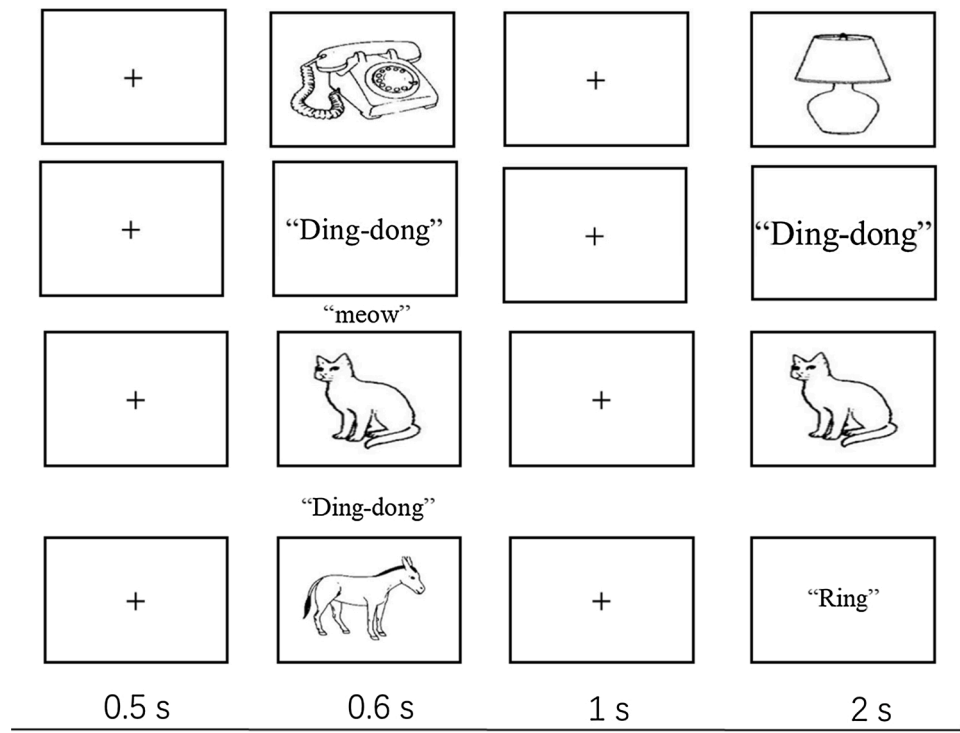 + + 
“Ding-dong”
“Ding-dong”
+ +
“meow”
+ +
“Ding-dong”
+ +
“Ring”
0.5 s 0.6 s 1 s 2 s